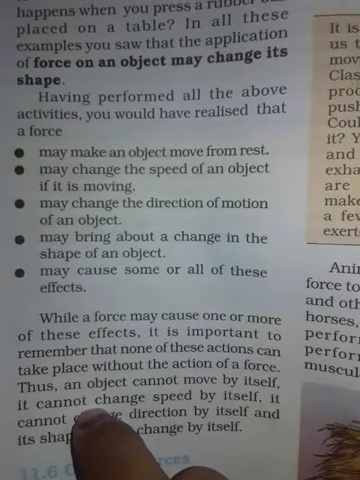 happens when you press a rubber
placed on a table? In all these
examples you saw that the application
of force on an object may change its
shape.
Having performed all the above
activities, you would have realised that
a force
● may make an object move from rest.
● may change the speed of an object
if it is moving.
● may change the direction of motion
of an object.
● may bring about a change in the
shape of an object.
● may cause some or all of these
effects.
While a force may cause one or more
of these effects, it is important to
remember that none of these actions can
take place without the action of a force.
Thus, an object cannot move by itself,
it cannot change speed by itself, it
cannot direction by itself and
its change by itself.
11.6
It is
us t
mov
Clas
prod
push
Coul
it? Y
and
exha
are
make
a few
exert
Ani
force to
and oth
horses,
perform
perform
muscul